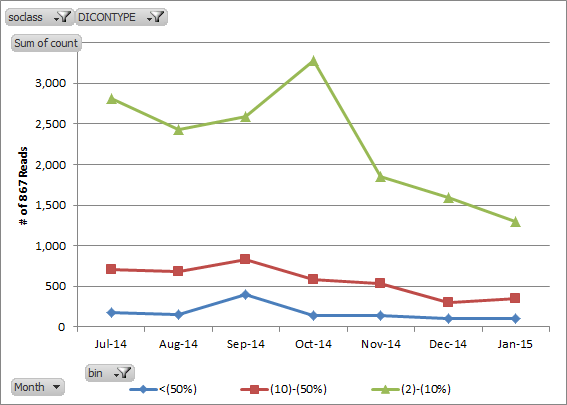 soclass DICONTYPE
Sum of count
3,000
2,500
2,000
1,500
1,000
500
0
# of 867 Reads
Jul-14 Aug-14 Sep-14 Oct-14 Nov-14 Dec-14 Jan-15
bin
Month
<(50%) (10)-(50%) (2)-(10%)